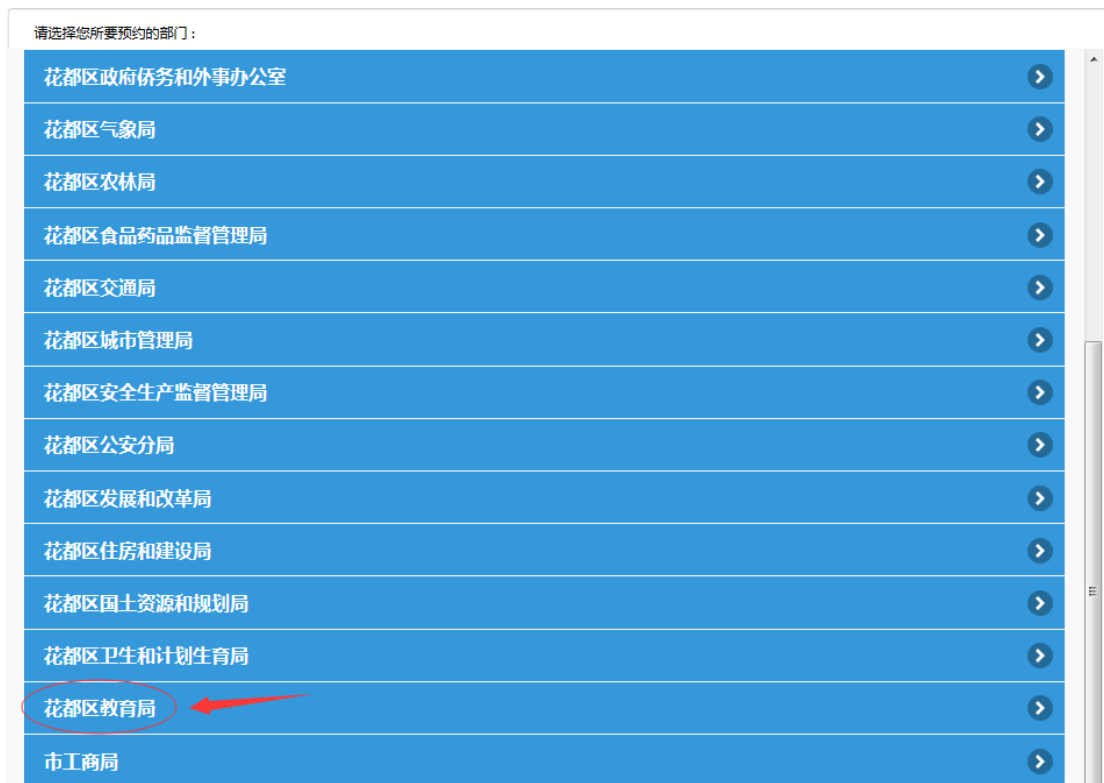 请选择您所要预约的部门：
花都区政府侨务和外事办公室
花都区气象局
花都区农林局
花都区食品药品监督管理局
花都区交通局
花都区城市管理局
花都区安全生产监督管理局
花都区公安分局
花都区发展和改革局
花都区住房和建设局
花都区国土资源和规划局
花都区卫生和计划生育局
花都区教育局
市工商局